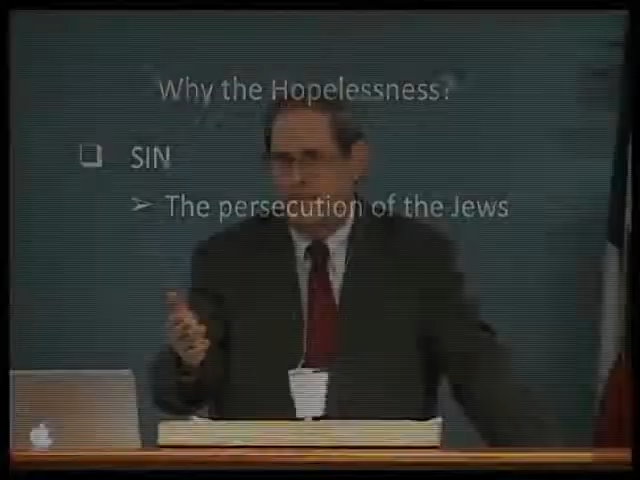 Why the Hopelessness?
SIN
The persecution of the Jews